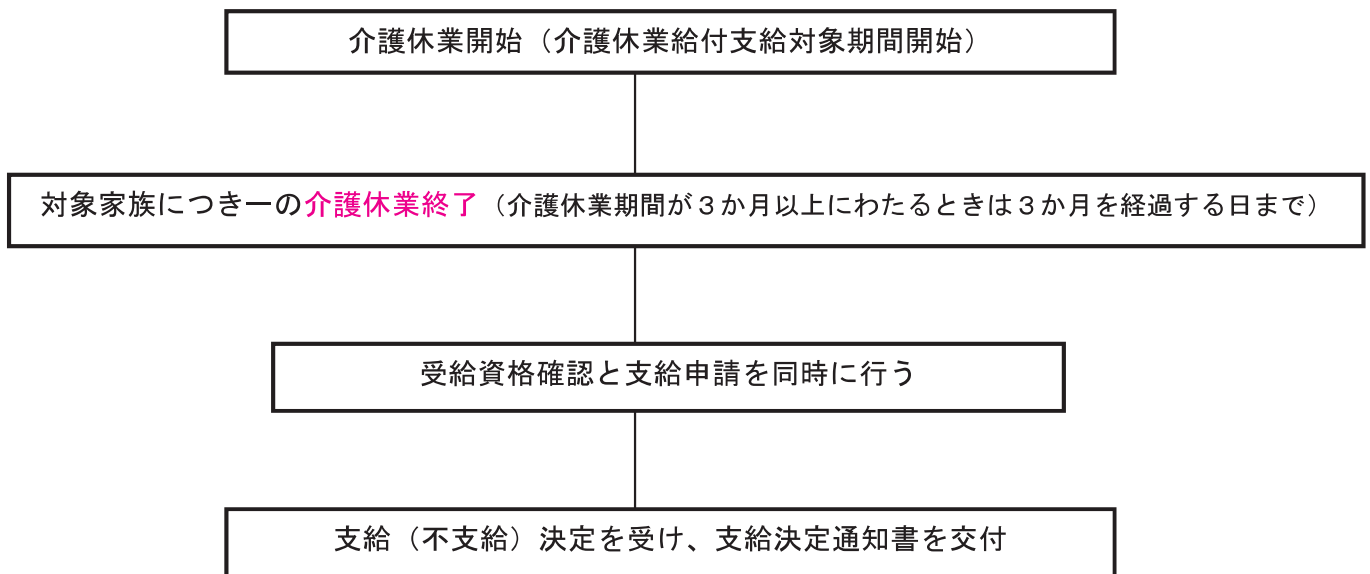 介護休業開始（介護休業給付支給対象期間開始）
対象家族につき一の介護休業終了（介護休業期間が３か月以上にわたるときは３か月を経過する日まで）
受給資格確認と支給申請を同時に行う
支給（不支給）決定を受け、支給決定通知書を交付